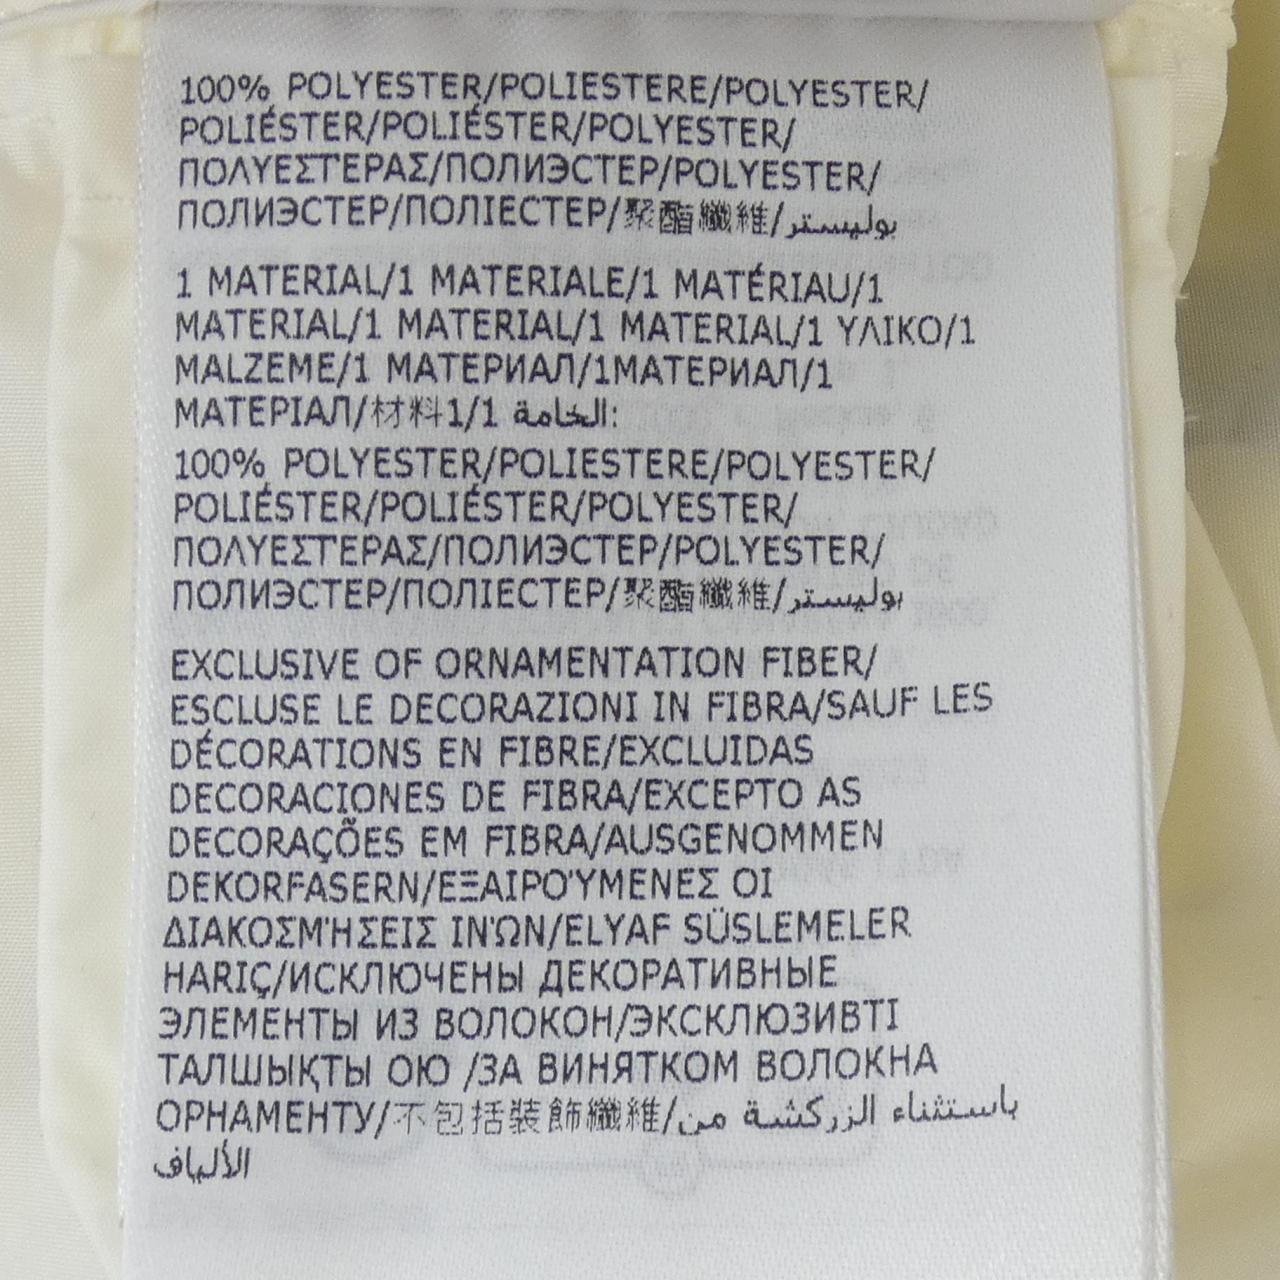 100% POLYESTER/POLIESTERE/POLYESTER/
POLIÉSTER/POLIÉSTER/POLYESTER/
ΠΟΛΥΕΣΤΕΡΑΣ/ПОЛИЭСТЕР/POLYESTER/
ПОЛИЭСТЕР/ПОЛІЕСТЕР/聚酯纖維/بوليستر
1 MATERIAL/1 MATERIALE/1 MATÉRIAU/1
MATERIAL/1 MATERIAL/1 MATERIAL/1 ΥΛΙΚΟ/1
MALZEME/1 МАТЕРИАЛ/1МАТЕРИАЛ/1
МАТЕРІАЛ/材料1/1 الخامة:
100% POLYESTER/POLIESTERE/POLYESTER/
POLIÉSTER/POLIÉSTER/POLYESTER/
ΠΟΛΥΕΣΤΕΡΑΣ/ПОЛИЭСТЕР/POLYESTER/
ПОЛИЭСТЕР/ПОЛІЕСТЕР/聚酯纖維/بوليستر
EXCLUSIVE OF ORNAMENTATION FIBER/
ESCLUSE LE DECORAZIONI IN FIBRA/SAUF LES
DÉCORATIONS EN FIBRE/EXCLUIDAS
DECORACIONES DE FIBRA/EXCEPTO AS
DECORAÇÕES EM FIBRA/AUSGENOMMEN
DEKORFASERN/ΕΞΑΙΡΟΎΜΕΝΕΣ ΟΙ
ΔΙΑΚΟΣΜΉΣΕΙΣ ΙΝΏΝ/ELYAF SÜSLEMELER
HARIÇ/ИСКЛЮЧЕНЫ ДЕКОРАТИВНЫЕ
ЭЛЕМЕНТЫ ИЗ ВОЛОКОН/ЭКСКЛЮЗИВТІ
ТАЛШЫҚТЫ ОЮ /ЗА ВИНЯТКОМ ВОЛОКНА
ОРНАМЕНТУ/不包括裝飾纖維/باستثناء الزركشة من
الألياف